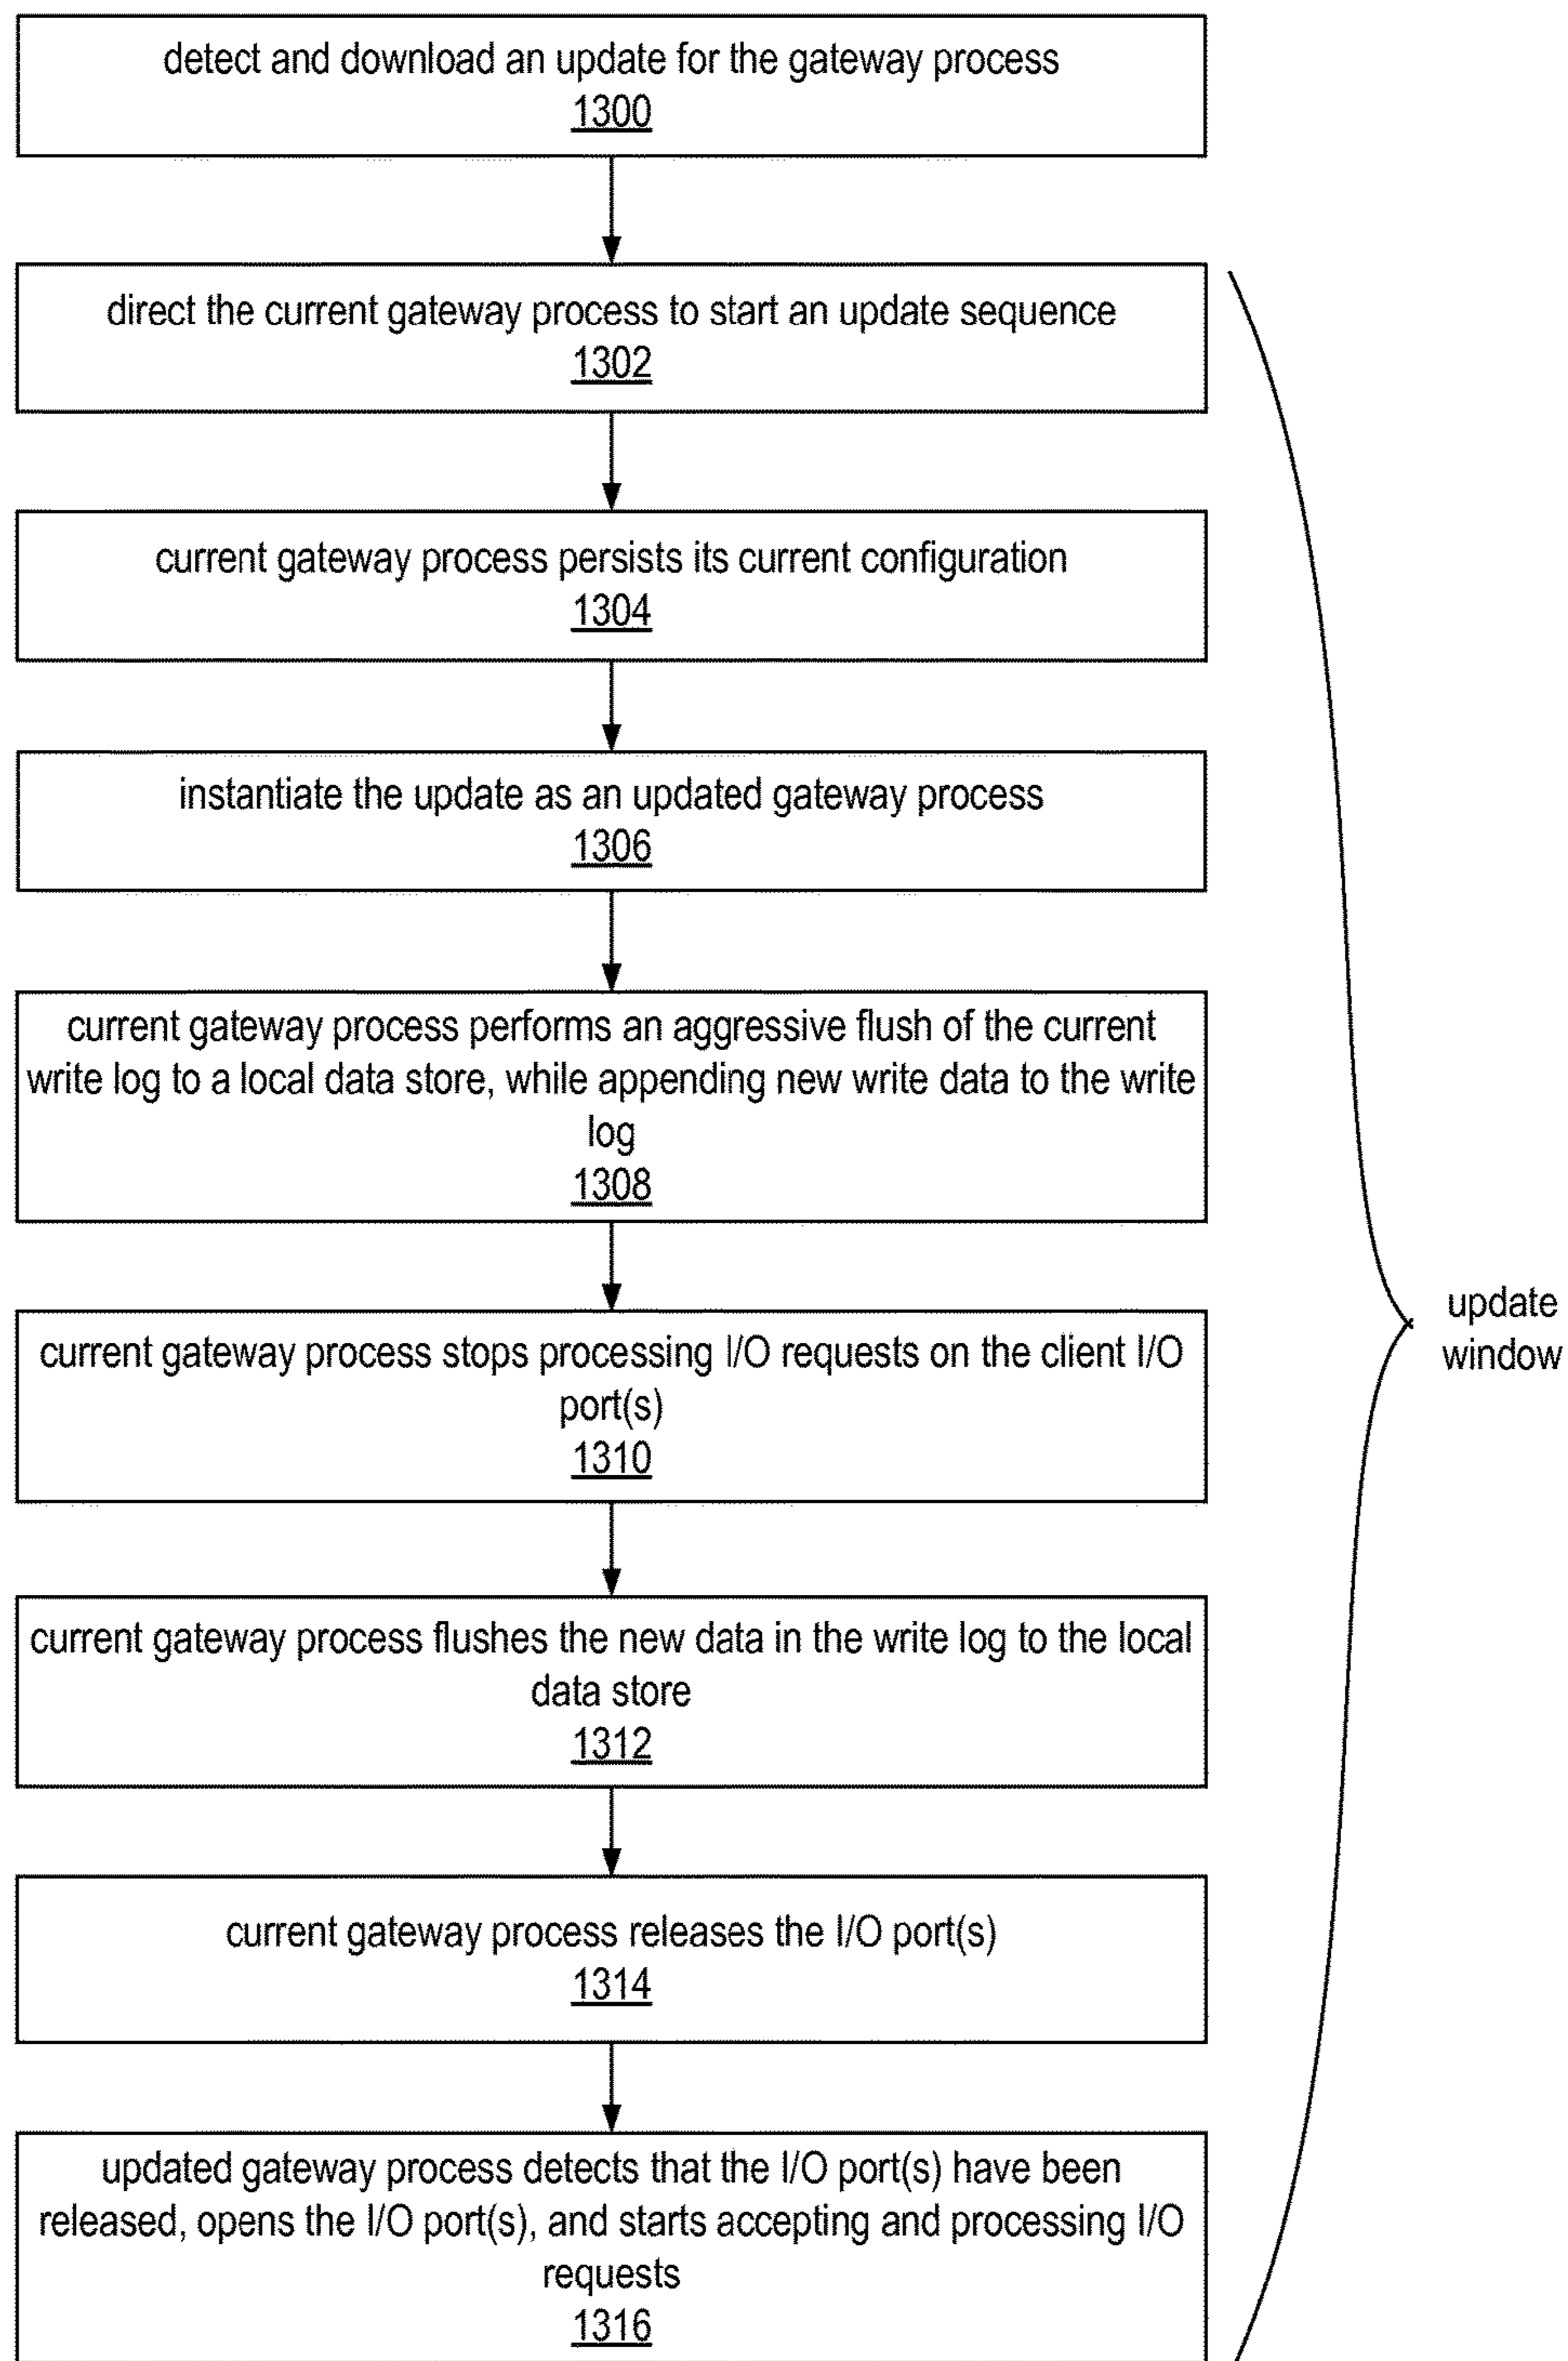 detect and download an update for the gateway process
1300
direct the current gateway process to start an update sequence
1302
current gateway process persists its current configuration
1304
instantiate the update as an updated gateway process
1306
current gateway process performs an aggressive flush of the current
write log to a local data store, while appending new write data to the write
log
1308
current gateway process stops processing I/O requests on the client I/O
port(s)
1310
update
window
current gateway process flushes the new data in the write log to the local
data store
1312
current gateway process releases the I/O port(s)
1314
updated gateway process detects that the I/O port(s) have been
released, opens the I/O port(s), and starts accepting and processing I/O
requests
1316